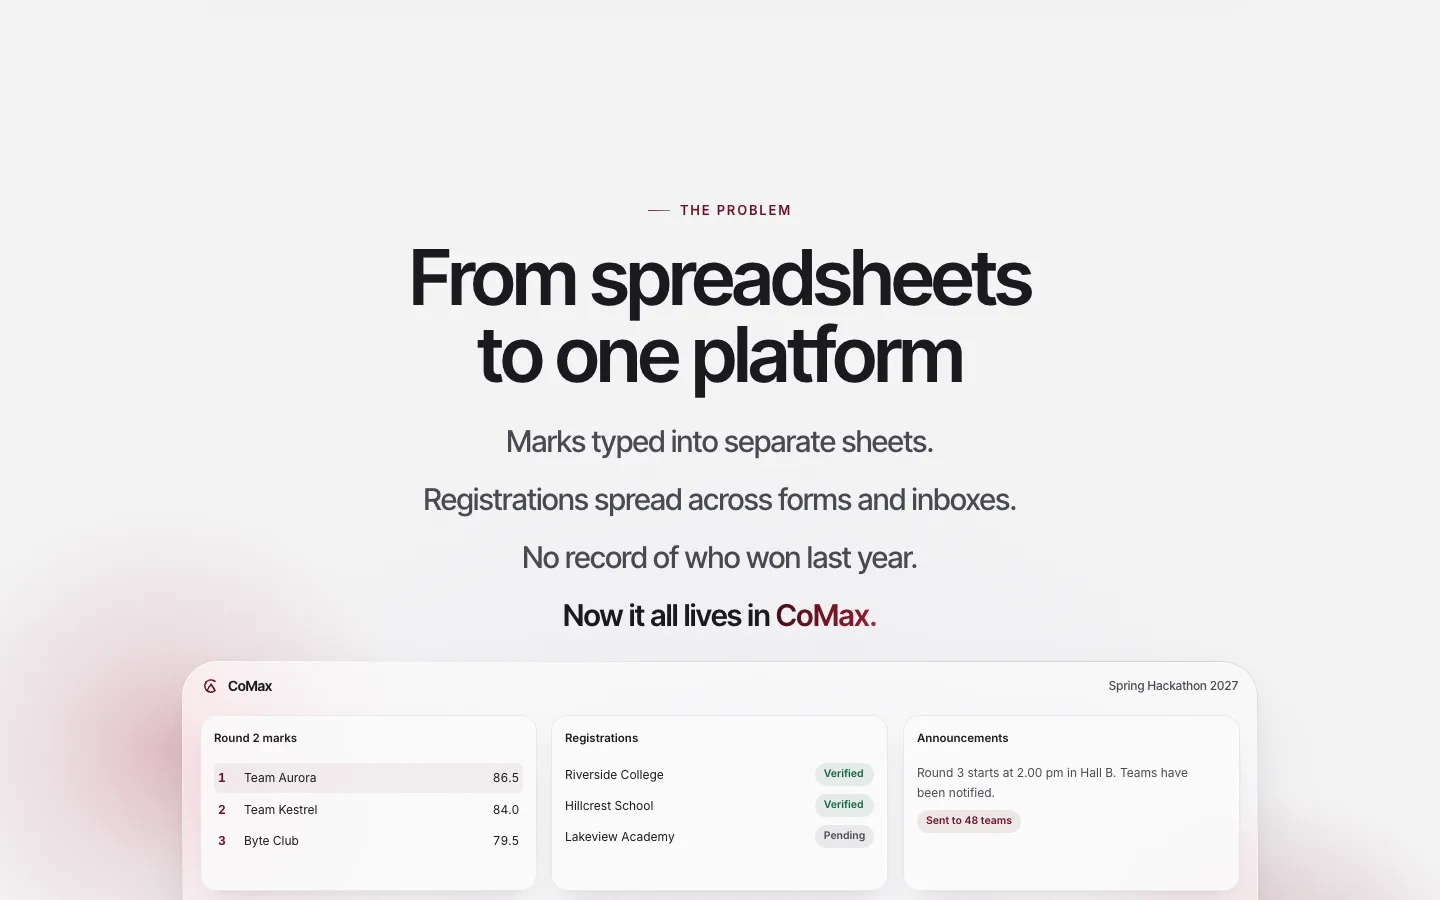 THE PROBLEM
From spreadsheets
to one platform
Marks typed into separate sheets.
Registrations spread across forms and inboxes.
No record of who won last year.
Now it all lives in CoMax.
CoMax
Spring Hackathon 2027
Round 2 marks
1 Team Aurora 86.5
2 Team Kestrel 84.0
3 Byte Club 79.5
Registrations
Riverside College Verified
Hillcrest School Verified
Lakeview Academy Pending
Announcements
Round 3 starts at 2.00 pm in Hall B. Teams have
been notified.
Sent to 48 teams